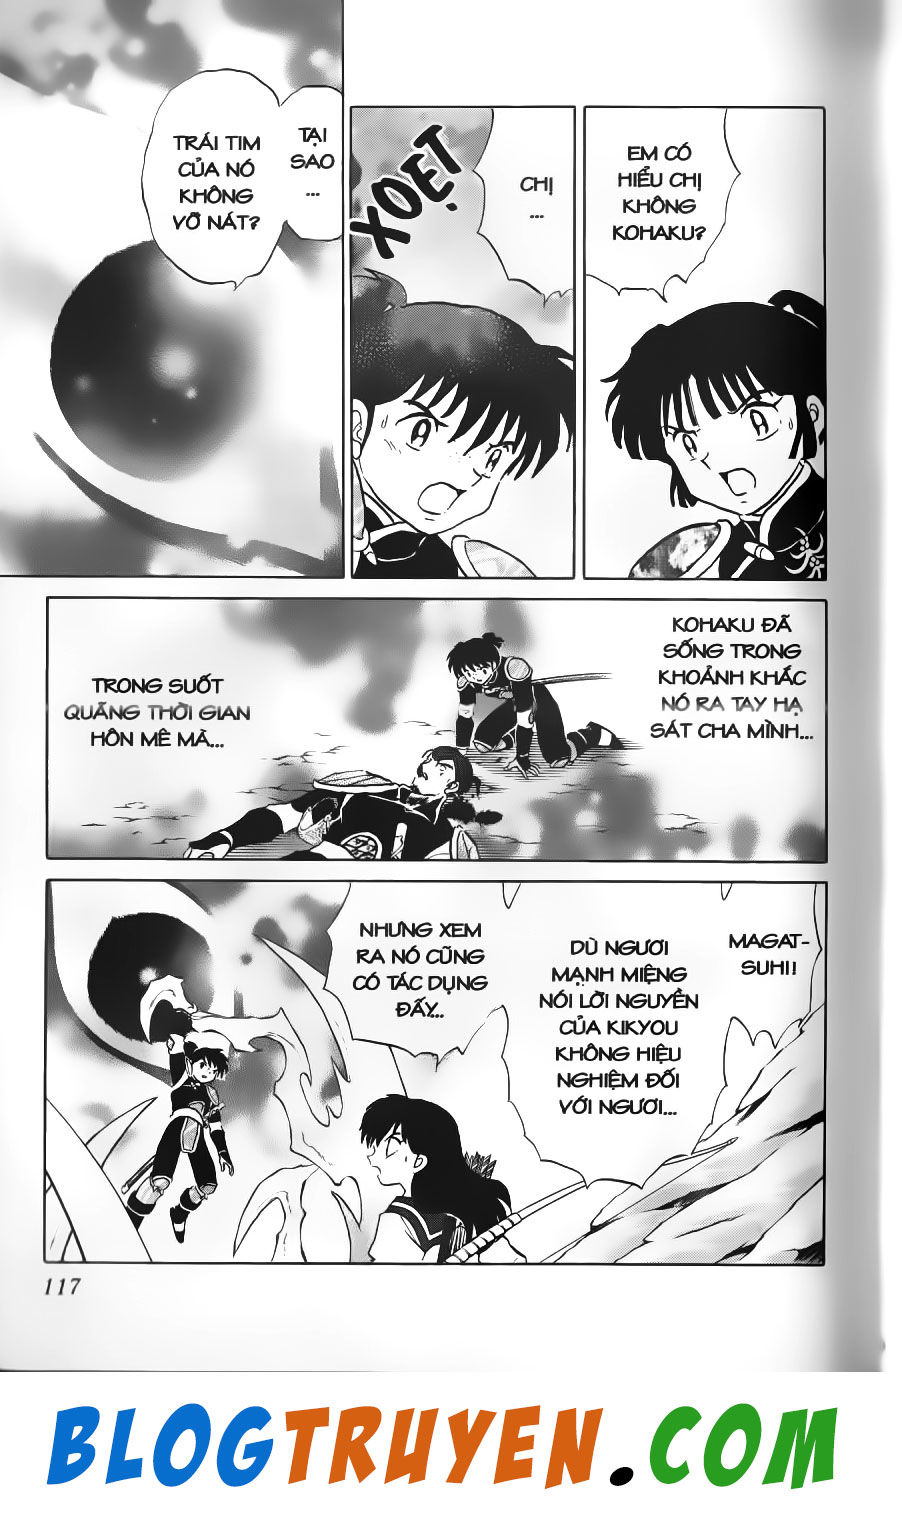 EM CÓ
HIỂU CHỊ
KHÔNG
KOHAKU?
CHỊ
...
XOẸT
TẠI
SAO
...
TRÁI TIM
CỦA NÓ
KHÔNG
VỠ NÁT?
KOHAKU ĐÃ
SỐNG TRONG
KHOẢNH KHẮC
NÓ RA TAY HẠ
SÁT CHA MÌNH...
TRONG SUỐT
QUÃNG THỜI GIAN
HÔN MÊ MÀ...
MAGAT-
SUHI!
DÙ NGƯƠI
MẠNH MIỆNG
NÓI LỜI NGUYỀN
CỦA KIKYOU
KHÔNG HIỆU
NGHIỆM ĐỐI
VỚI NGƯƠI...
NHƯNG XEM
RA NÓ CŨNG
CÓ TÁC DỤNG
ĐẤY...
117
BLOGTRUYEN.COM